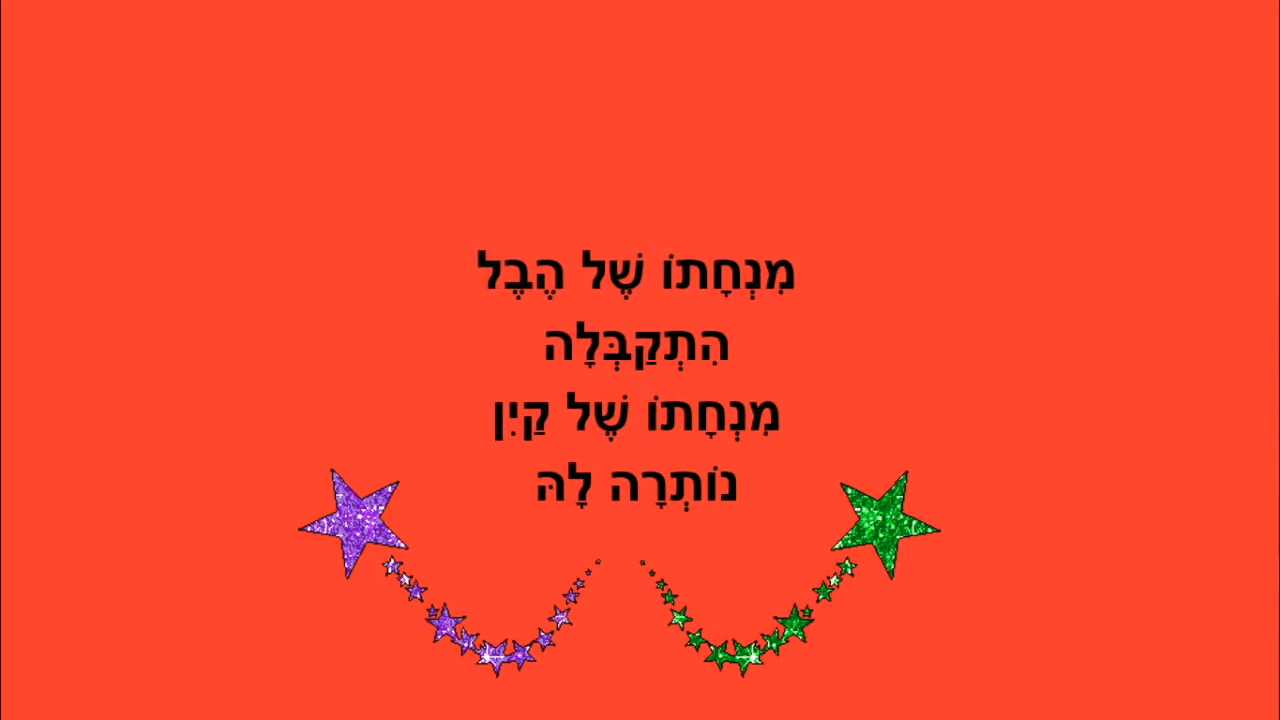 מִנְחָתוֹ שֶׁל הֶבֶל
הִתְקַבְּלָה
מִנְחָתוֹ שֶׁל קַיִן
נוֹתְרָה לָהּ